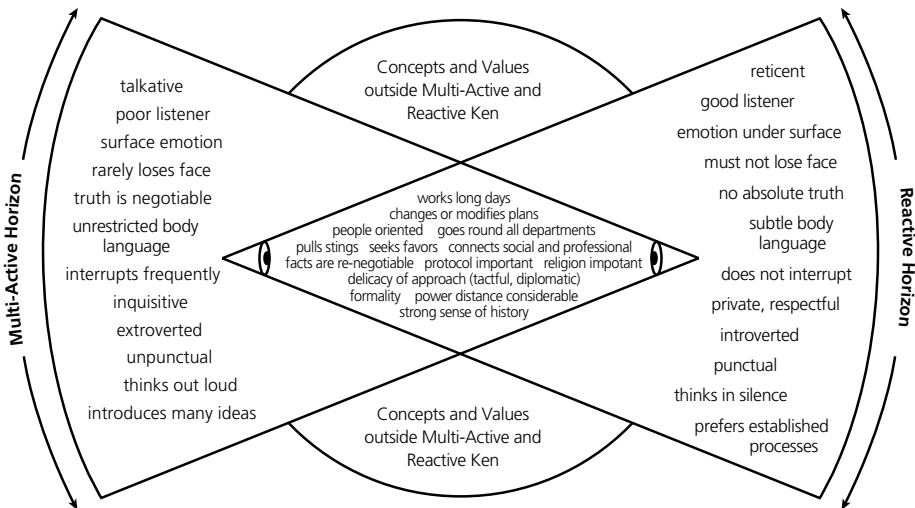 Concepts and Values
outside Multi-Active and
Reactive Ken
Multi-Active Horizon
talkative
poor listener
surface emotion
rarely loses face
truth is negotiable
unrestricted body
language
interrupts frequently
inquisitive
extroverted
unpunctual
thinks out loud
introduces many ideas
works long days
changes or modifies plans
people oriented goes round all departments
pulls stings seeks favors connects social and professional
facts are re-negotiable protocol important religion impotant
delicacy of approach (tactful, diplomatic)
formality power distance considerable
strong sense of history
reticent
good listener
emotion under surface
must not lose face
no absolute truth
subtle body
language
does not interrupt
private, respectful
introverted
punctual
thinks in silence
prefers established
processes
Reactive Horizon
Concepts and Values
outside Multi-Active and
Reactive Ken